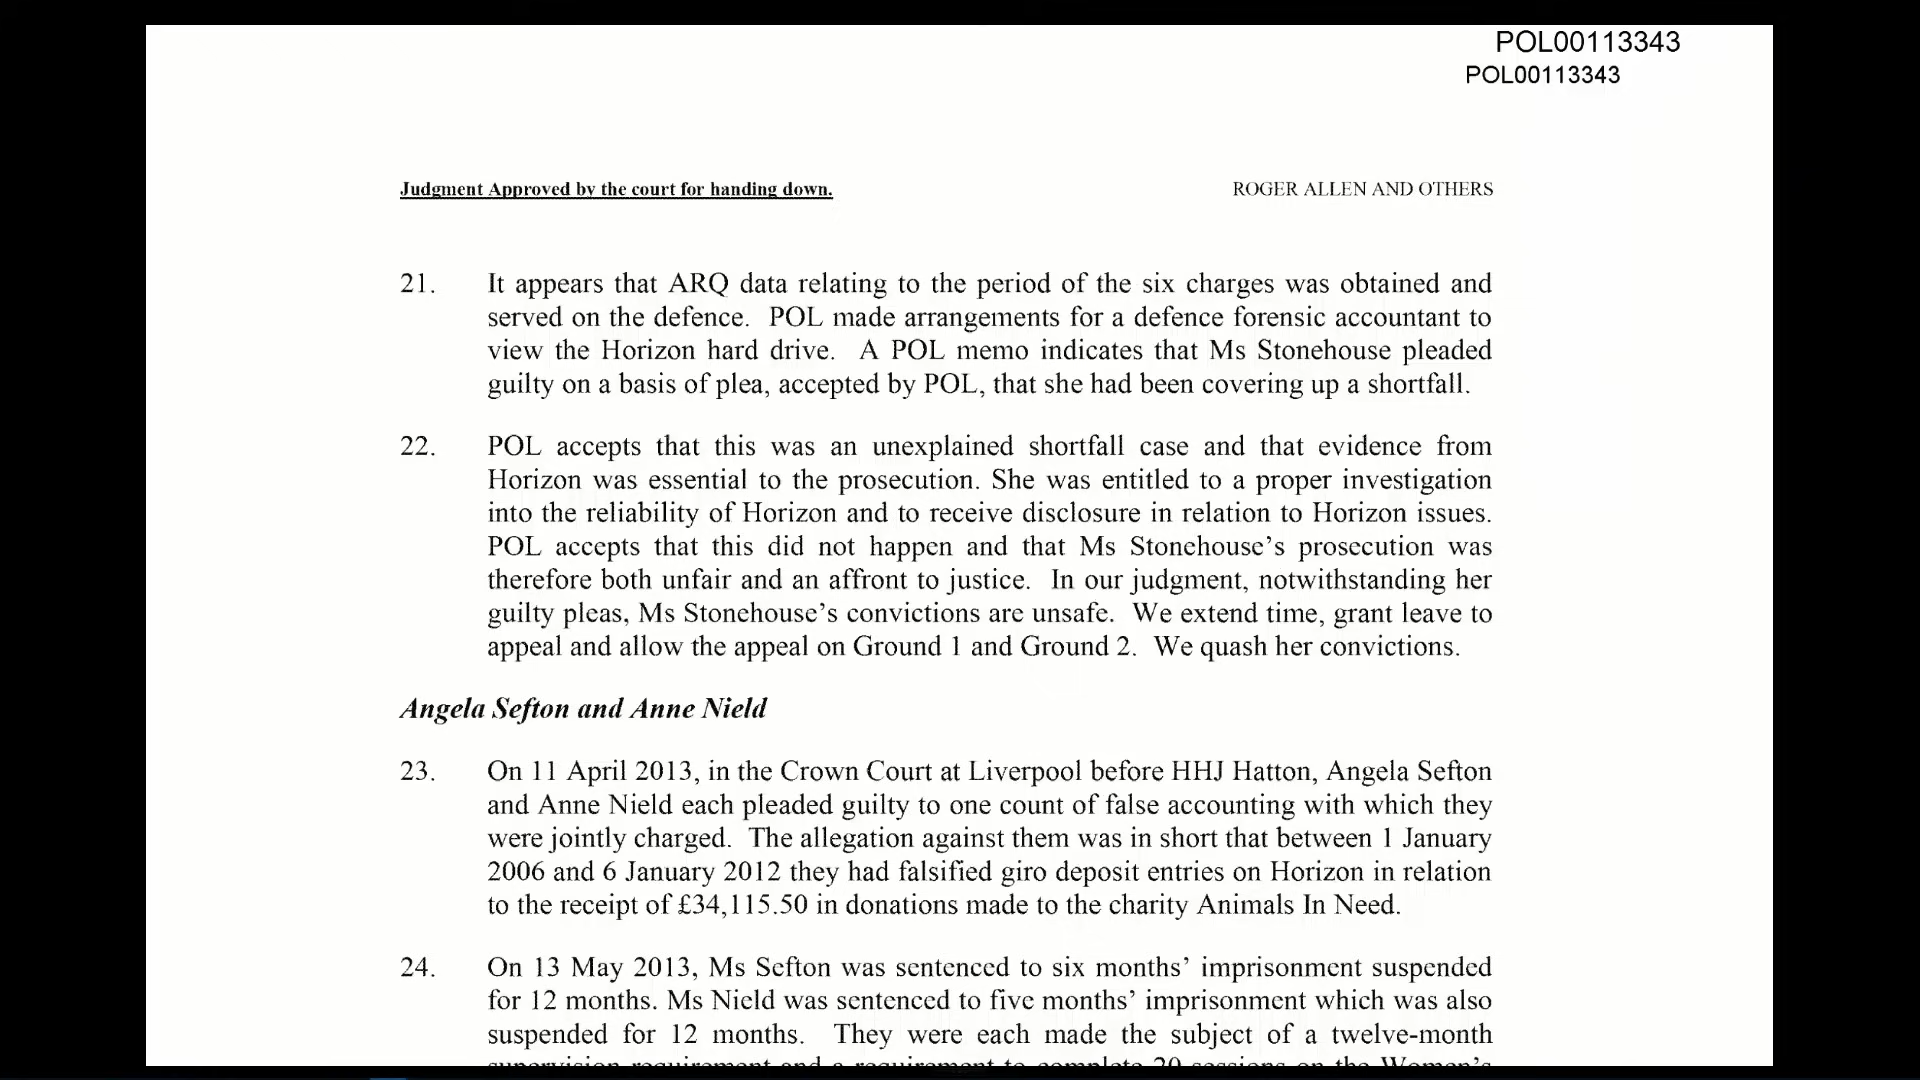 POL00113343
POL00113343
Judgment Approved by the court for handing down.
ROGER ALLEN AND OTHERS
21. It appears that ARQ data relating to the period of the six charges was obtained and
served on the defence. POL made arrangements for a defence forensic accountant to
view the Horizon hard drive. A POL memo indicates that Ms Stonehouse pleaded
guilty on a basis of plea, accepted by POL, that she had been covering up a shortfall.
22. POL accepts that this was an unexplained shortfall case and that evidence from
Horizon was essential to the prosecution. She was entitled to a proper investigation
into the reliability of Horizon and to receive disclosure in relation to Horizon issues.
POL accepts that this did not happen and that Ms Stonehouse's prosecution was
therefore both unfair and an affront to justice. In our judgment, notwithstanding her
guilty pleas, Ms Stonehouse's convictions are unsafe. We extend time, grant leave to
appeal and allow the appeal on Ground 1 and Ground 2. We quash her convictions.
Angela Sefton and Anne Nield
23. On 11 April 2013, in the Crown Court at Liverpool before HHJ Hatton, Angela Sefton
and Anne Nield each pleaded guilty to one count of false accounting with which they
were jointly charged. The allegation against them was in short that between 1 January
2006 and 6 January 2012 they had falsified giro deposit entries on Horizon in relation
to the receipt of £34,115.50 in donations made to the charity Animals In Need.
24. On 13 May 2013, Ms Sefton was sentenced to six months' imprisonment suspended
for 12 months. Ms Nield was sentenced to five months' imprisonment which was also
suspended for 12 months. They were each made the subject of a twelve-month
supervision requirement and a requirement to complete 20 sessions on the Women's